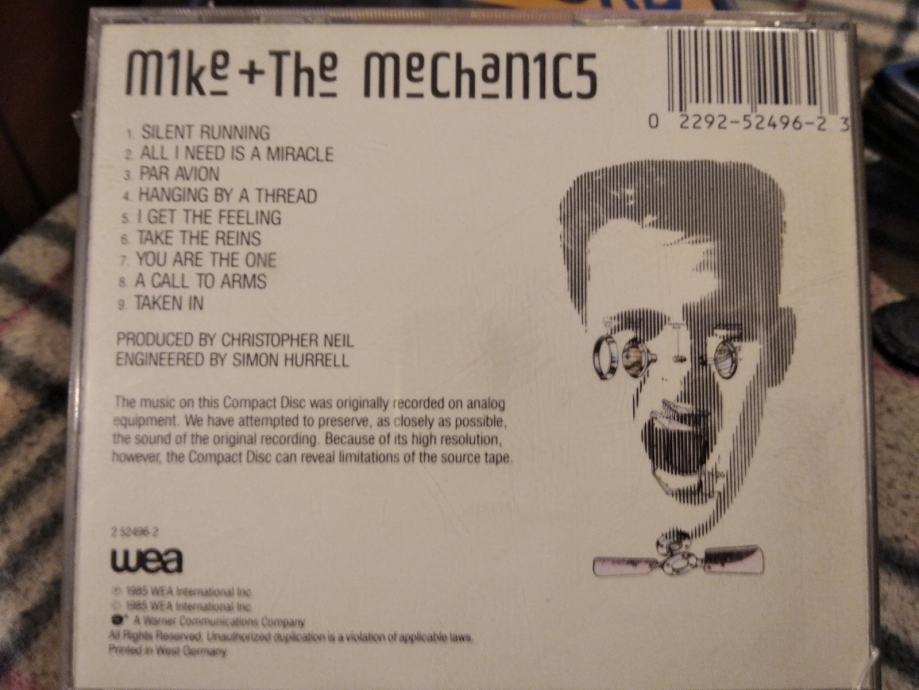 M1ke + The MeChaN1C5
0 2292-52496-2 3
1. SILENT RUNNING
2. ALL I NEED IS A MIRACLE
3. PAR AVION
4. HANGING BY A THREAD
5. I GET THE FEELING
6. TAKE THE REINS
7. YOU ARE THE ONE
8. A CALL TO ARMS
9. TAKEN IN
PRODUCED BY CHRISTOPHER NEIL
ENGINEERED BY SIMON HURRELL
The music on this Compact Disc was originally recorded on analog
equipment. We have attempted to preserve, as closely as possible,
the sound of the original recording. Because of its high resolution,
however, the Compact Disc can reveal limitations of the source tape.
2 52496-2
wea
℗ 1985 WEA International Inc.
© 1985 WEA International Inc.
A Warner Communications Company
All Rights Reserved. Unauthorized duplication is a violation of applicable laws.
Printed in West Germany